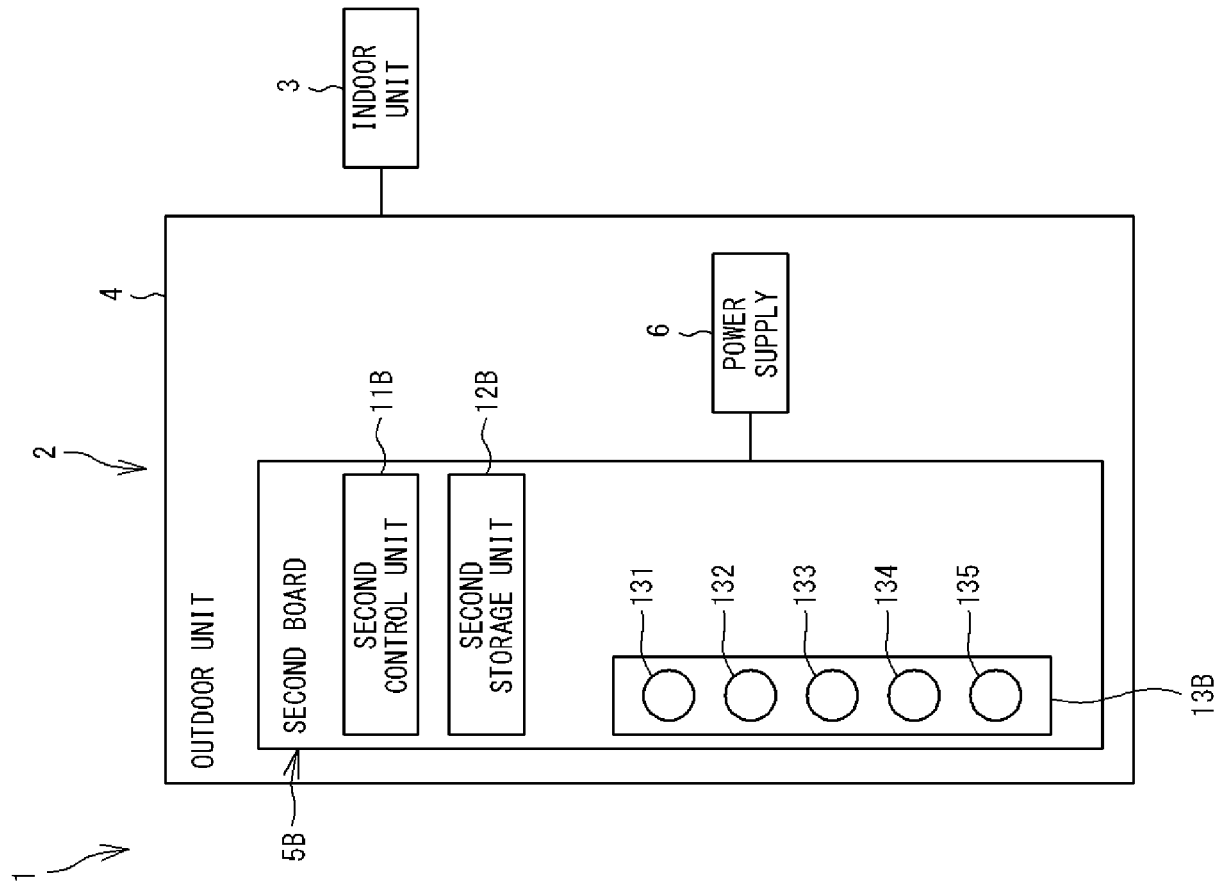 1
2
4
3
INDOOR
UNIT
OUTDOOR UNIT
5B
SECOND BOARD
SECOND
CONTROL UNIT
11B
SECOND
STORAGE UNIT
12B
6
POWER
SUPPLY
131
132
133
134
135
13B